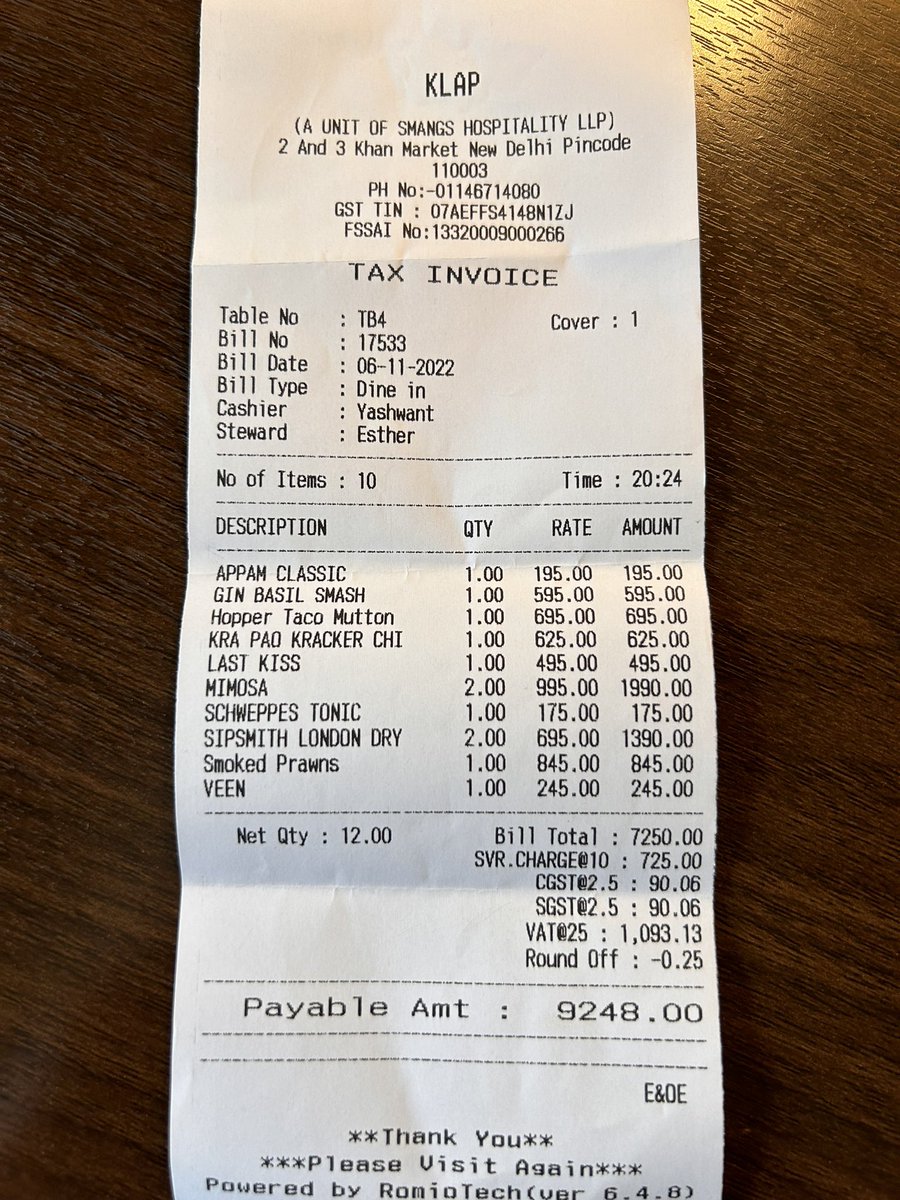 KLAP
(A UNIT OF SMANGS HOSPITALITY LLP)
2 And 3 Khan Market New Delhi Pincode
110003
PH No:-01146714080
GST TIN : 07AEFFS4148N1ZJ
FSSAI No:13320009000266
TAX INVOICE
Table No : TB4 Cover : 1
Bill No : 17533
Bill Date : 06-11-2022
Bill Type : Dine in
Cashier : Yashwant
Steward : Esther
No of Items : 10 Time : 20:24
DESCRIPTION QTY RATE AMOUNT
APPAM CLASSIC 1.00 195.00 195.00
GIN BASIL SMASH 1.00 595.00 595.00
Hopper Taco Mutton 1.00 695.00 695.00
KRA PAO KRACKER CHI 1.00 625.00 625.00
LAST KISS 1.00 495.00 495.00
MIMOSA 2.00 995.00 1990.00
SCHWEPPES TONIC 1.00 175.00 175.00
SIPSMITH LONDON DRY 2.00 695.00 1390.00
Smoked Prawns 1.00 845.00 845.00
VEEN 1.00 245.00 245.00
Net Qty : 12.00 Bill Total : 7250.00
SVR.CHARGE@10 : 725.00
CGST@2.5 : 90.06
SGST@2.5 : 90.06
VAT@25 : 1,093.13
Round Off : -0.25
Payable Amt : 9248.00
E&OE
**Thank You**
***Please Visit Again***
Powered by RomioTech(ver 6.4.8)